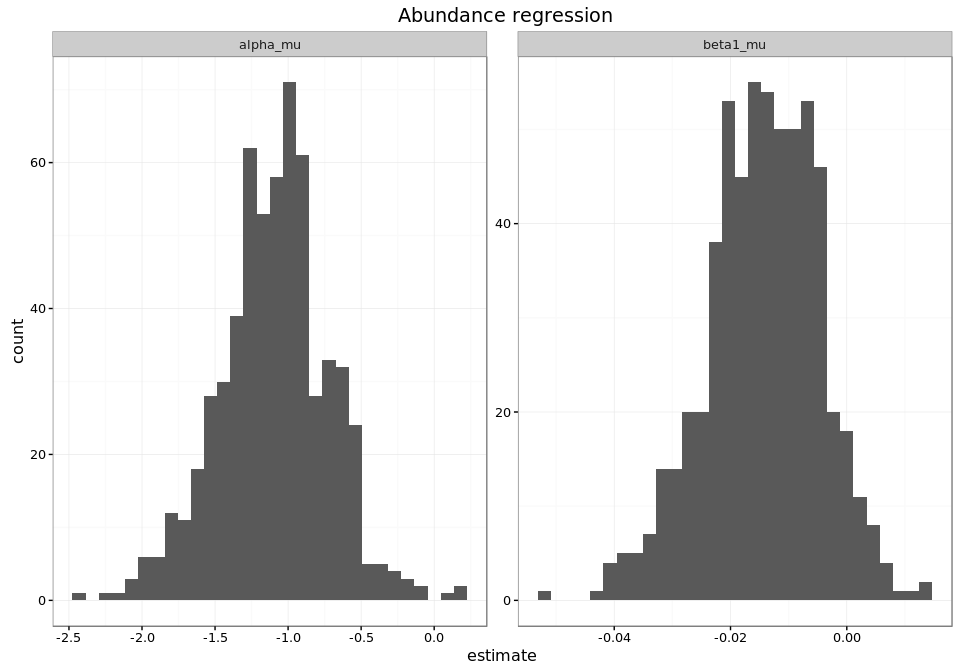 Abundance regression
alpha_mu
beta1_mu
count
60
40
20
0
-2.5 -2.0 -1.5 -1.0 -0.5 0.0
40
20
0
-0.04 -0.02 0.00
estimate